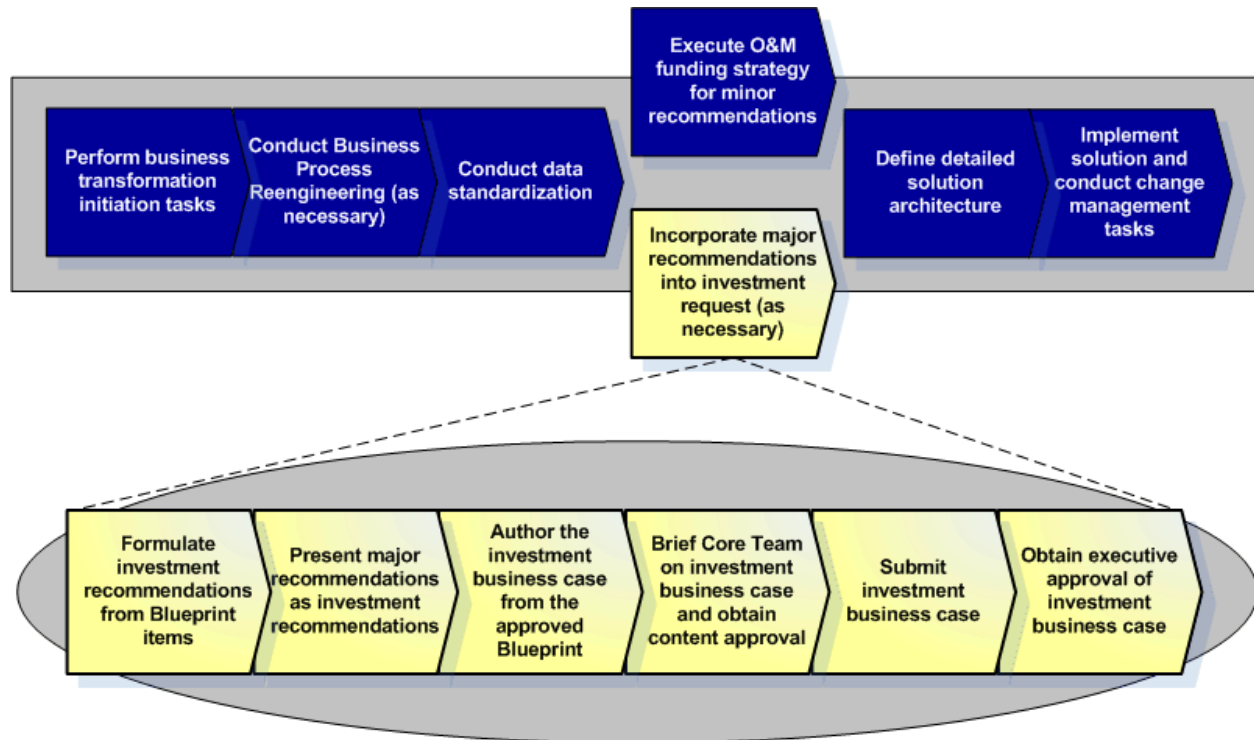 Execute O&M
funding strategy
for minor
recommendations
Perform business
transformation
initiation tasks
Conduct Business
Process
Reengineering (as
necessary)
Conduct data
standardization
Define detailed
solution
architecture
Implement
solution and
conduct change
management
tasks
Incorporate major
recommendations
into investment
request (as
necessary)
Formulate
investment
recommendations
from Blueprint
items
Present major
recommendations
as investment
recommendations
Author the
investment
business case
from the
approved
Blueprint
Brief Core Team
on investment
business case
and obtain
content approval
Submit
investment
business case
Obtain executive
approval of
investment
business case